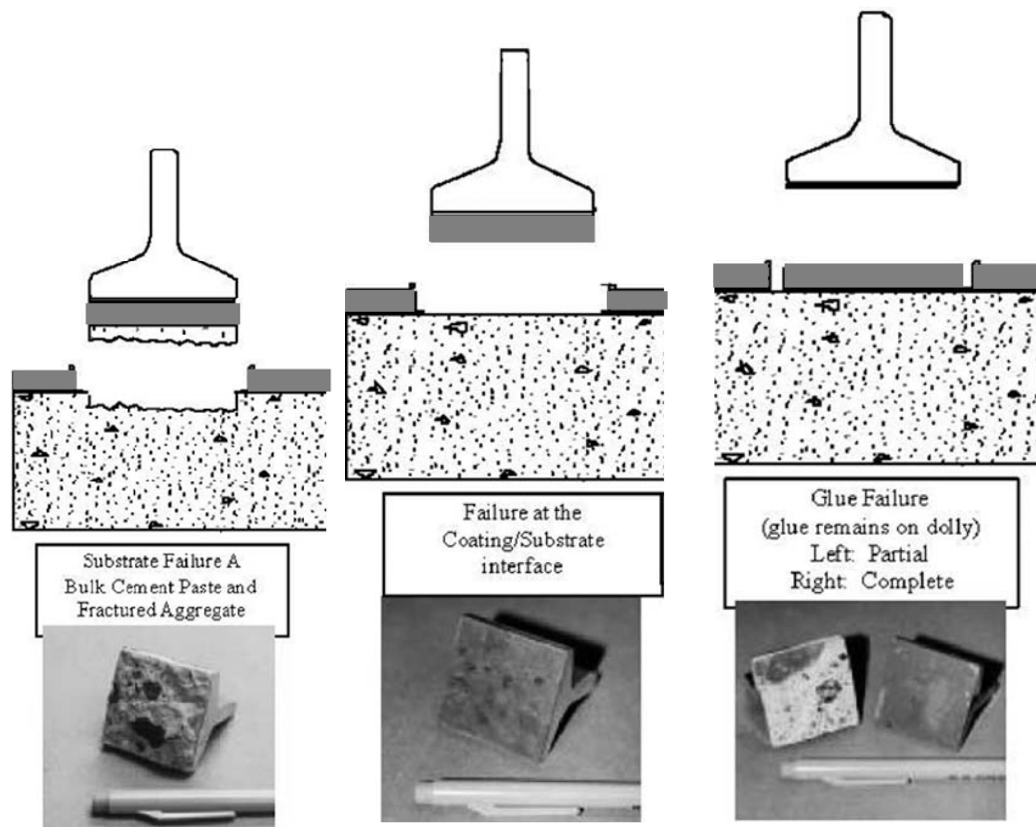 Substrate Failure A
Bulk Cement Paste and
Fractured Aggregate
Failure at the
Coating/Substrate
interface
Glue Failure
(glue remains on dolly)
Left: Partial
Right: Complete